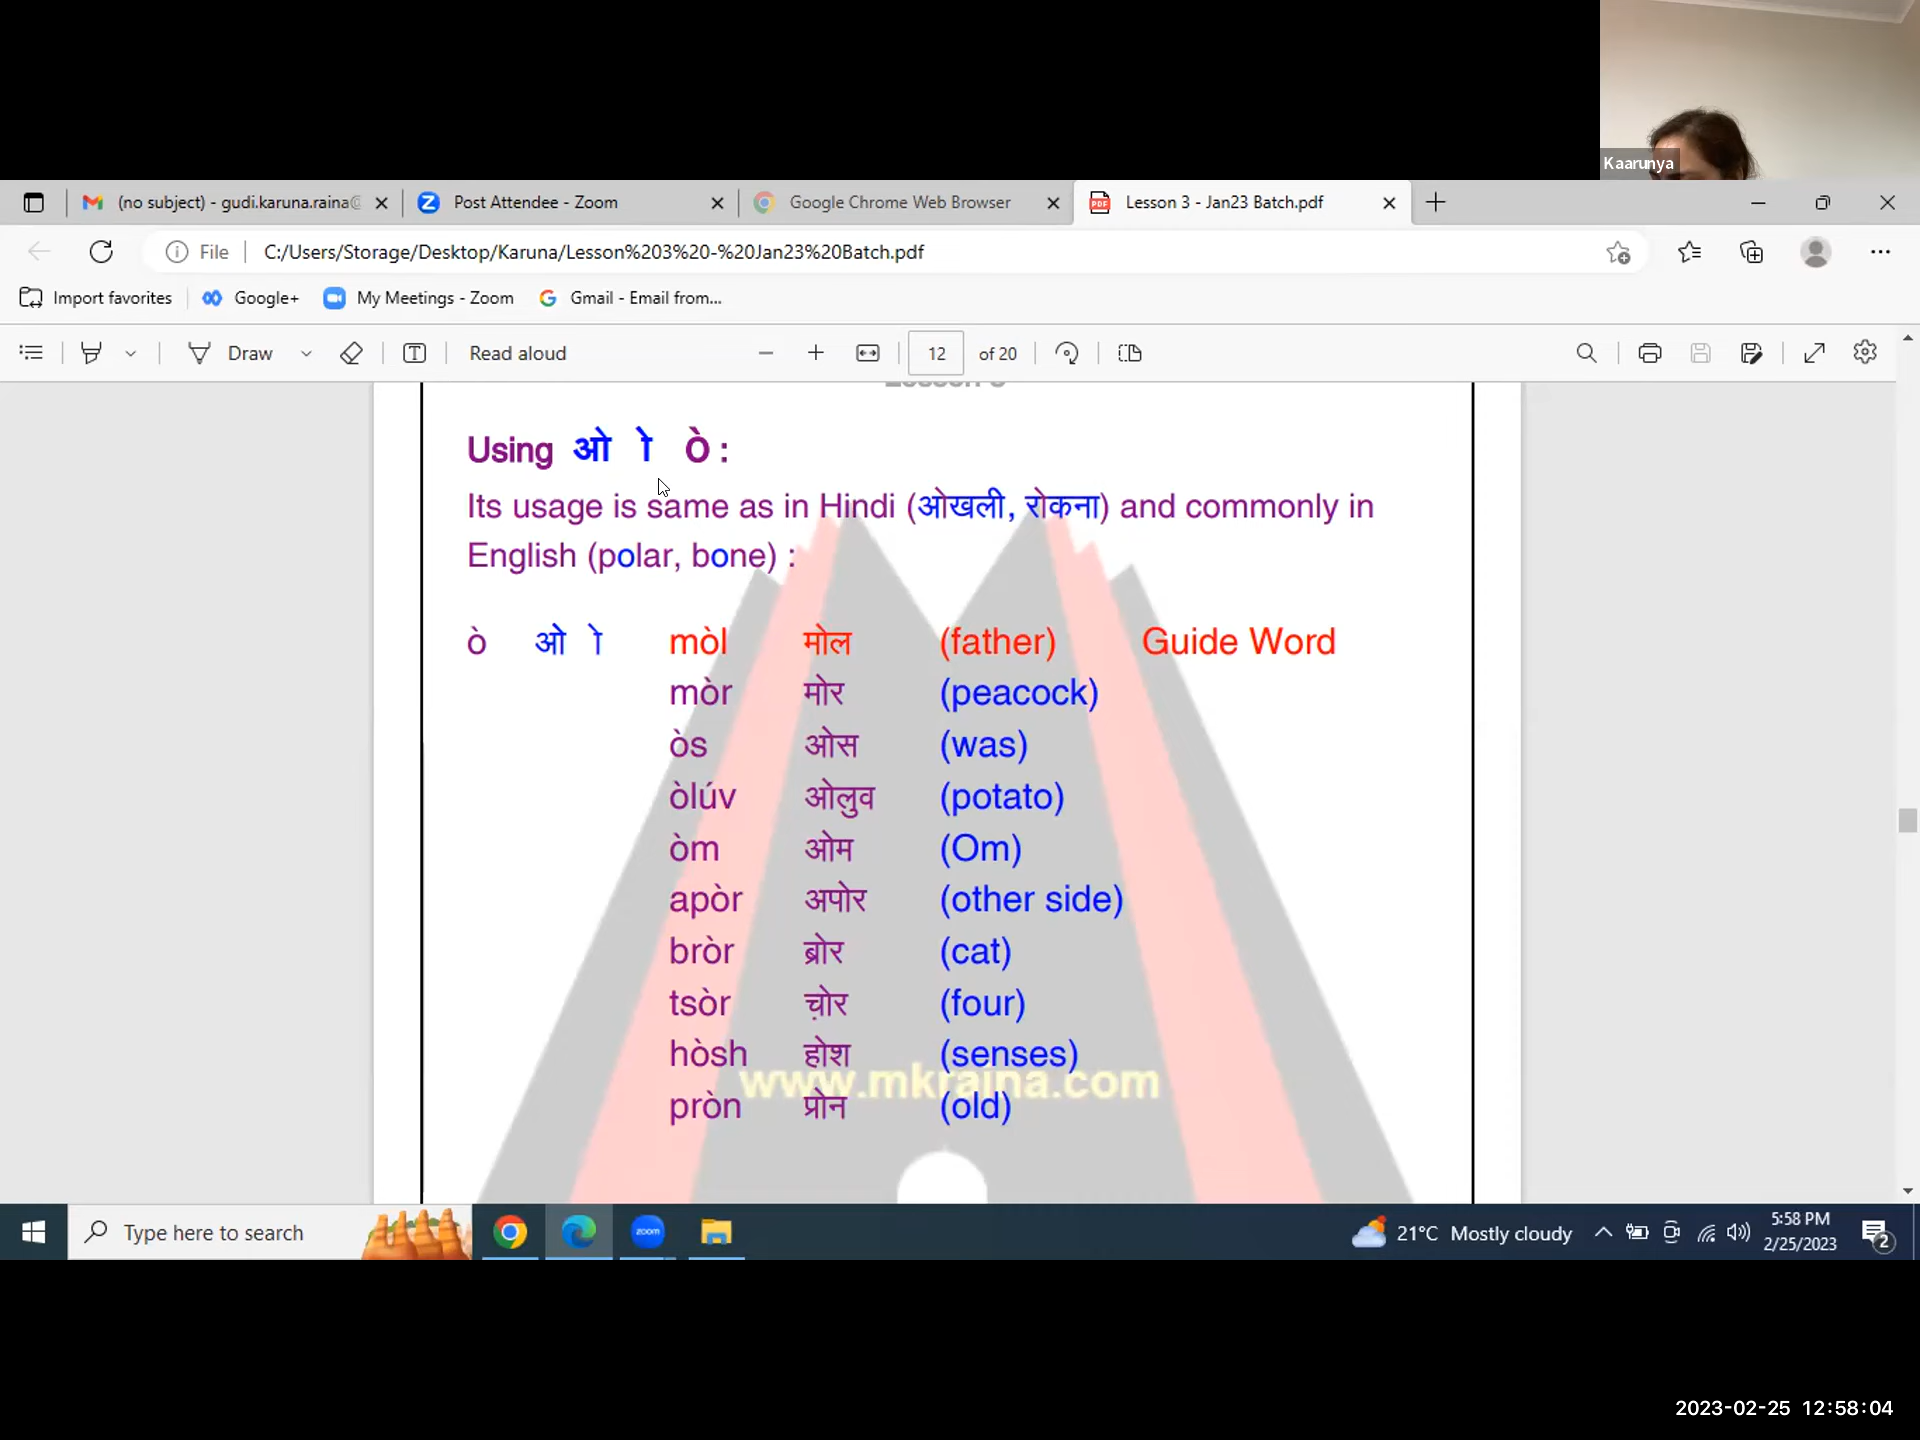 Kaarunya
(no subject) - gudi.karuna.raina@
Post Attendee - Zoom
Google Chrome Web Browser
Lesson 3 - Jan23 Batch.pdf
File
C:/Users/Storage/Desktop/Karuna/Lesson%203%20-%20Jan23%20Batch.pdf
Import favorites
Google+
My Meetings - Zoom
Gmail - Email from...
Draw
Read aloud
12 of 20
Using ओ ो Ò :
Its usage is same as in Hindi (ओखली, रोकना) and commonly in
English (polar, bone) :
ò ओ ो mòl मोल (father) Guide Word
mòr मोर (peacock)
òs ओस (was)
òlúv ओलुव (potato)
òm ओम (Om)
apòr अपोर (other side)
bròr ब्रोर (cat)
tsòr च़ोर (four)
hòsh होश (senses)
www.mkraina.com
pròn प्रोन (old)
Type here to search
zoom
21°C Mostly cloudy
5:58 PM
2/25/2023
2
2023-02-25 12:58:04